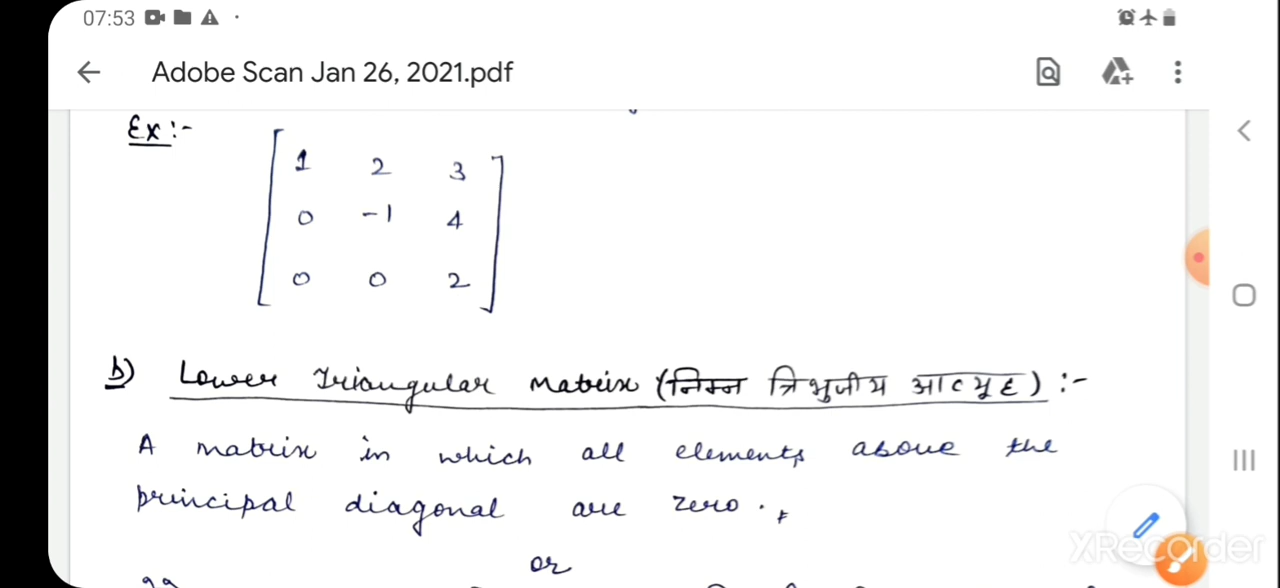 07:53
Adobe Scan Jan 26, 2021.pdf
Ex :-
1 2 3
0 -1 4
0 0 2
b) Lower Triangular Matrix (निम्न त्रिभुजीय आव्यूह) :-
A matrix in which all elements above the
principal diagonal are zero.
or
XRecorder